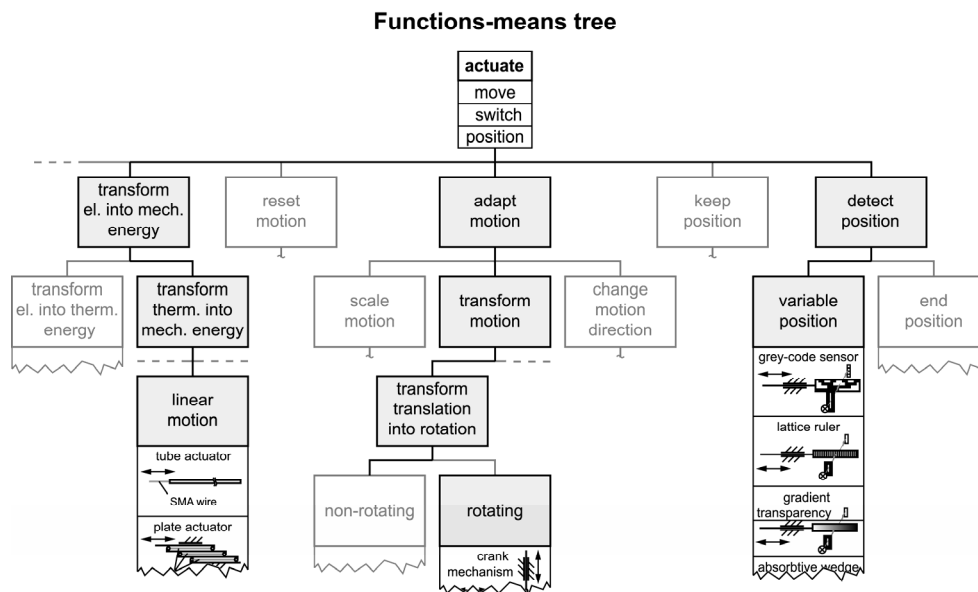 Functions-means tree
actuate
move
switch
position
transform
el. into mech.
energy
reset
motion
adapt
motion
keep
position
detect
position
transform
el. into therm.
energy
transform
therm. into
mech. energy
scale
motion
transform
motion
change
motion
direction
variable
position
end
position
linear
motion
tube actuator
SMA wire
plate actuator
transform
translation
into rotation
non-rotating
rotating
crank
mechanism
grey-code sensor
lattice ruler
gradient
transparency
absorbtive wedge